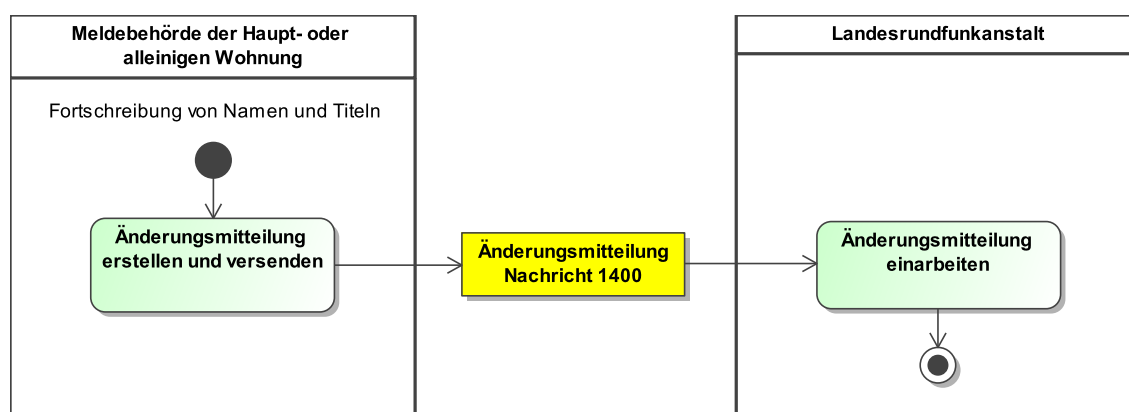 Meldebehörde der Haupt- oder
alleinigen Wohnung
Landesrundfunkanstalt
Fortschreibung von Namen und Titeln
Änderungsmitteilung
erstellen und versenden
Änderungsmitteilung
Nachricht 1400
Änderungsmitteilung
einarbeiten